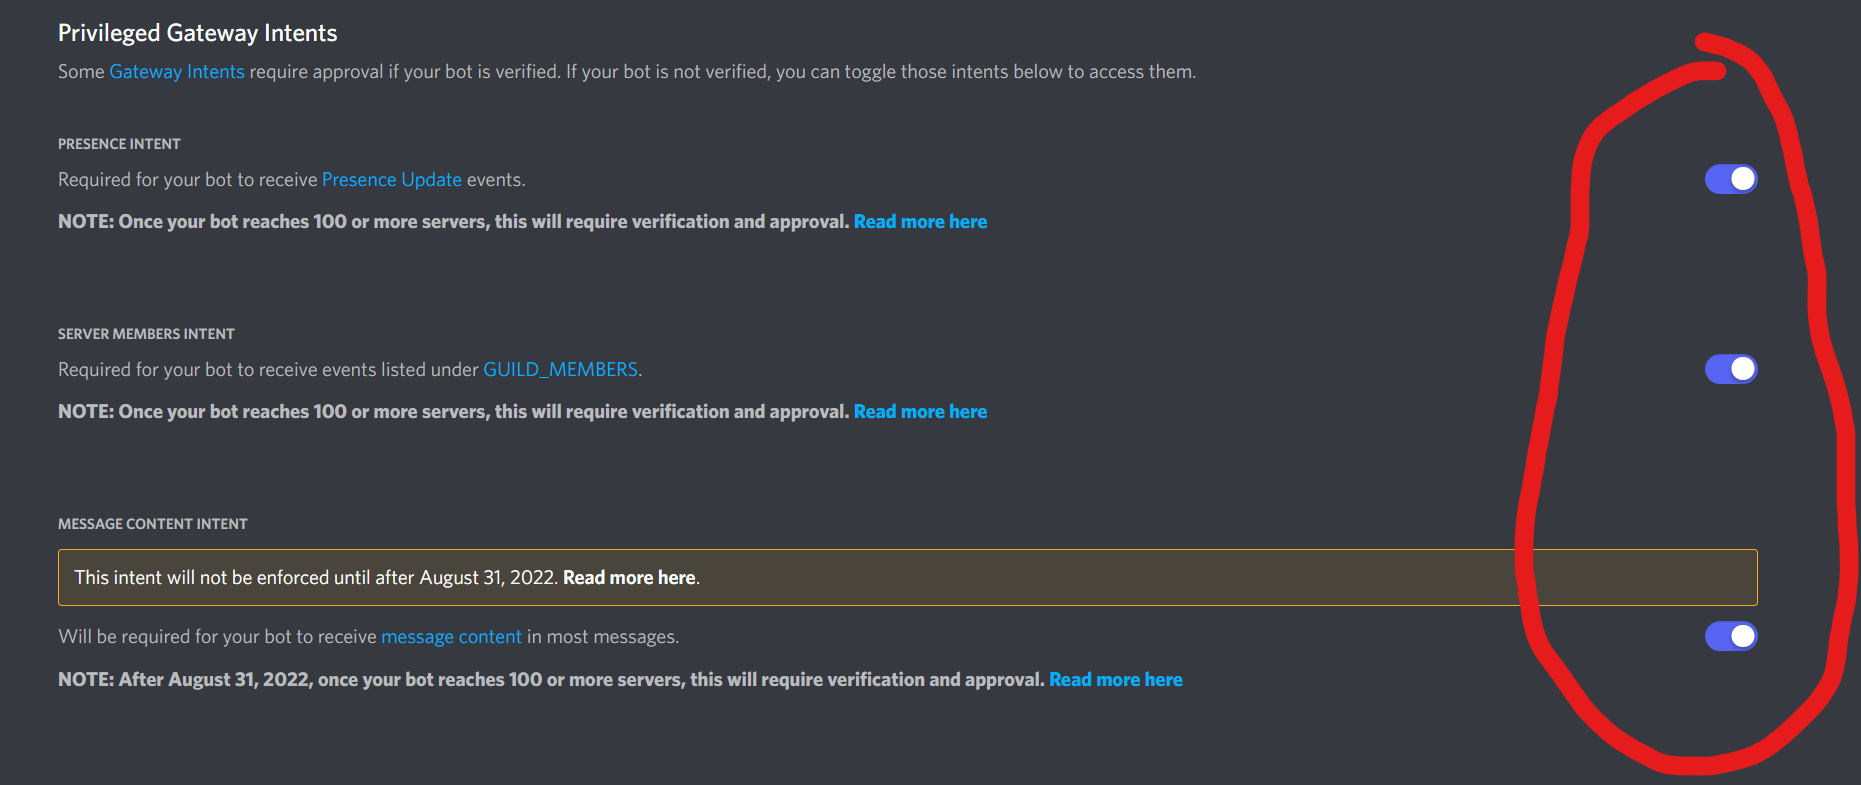 Privileged Gateway Intents
Some Gateway Intents require approval if your bot is verified. If your bot is not verified, you can toggle those intents below to access them.
PRESENCE INTENT
Required for your bot to receive Presence Update events.
NOTE: Once your bot reaches 100 or more servers, this will require verification and approval. Read more here
SERVER MEMBERS INTENT
Required for your bot to receive events listed under GUILD_MEMBERS.
NOTE: Once your bot reaches 100 or more servers, this will require verification and approval. Read more here
MESSAGE CONTENT INTENT
This intent will not be enforced until after August 31, 2022. Read more here.
Will be required for your bot to receive message content in most messages.
NOTE: After August 31, 2022, once your bot reaches 100 or more servers, this will require verification and approval. Read more here